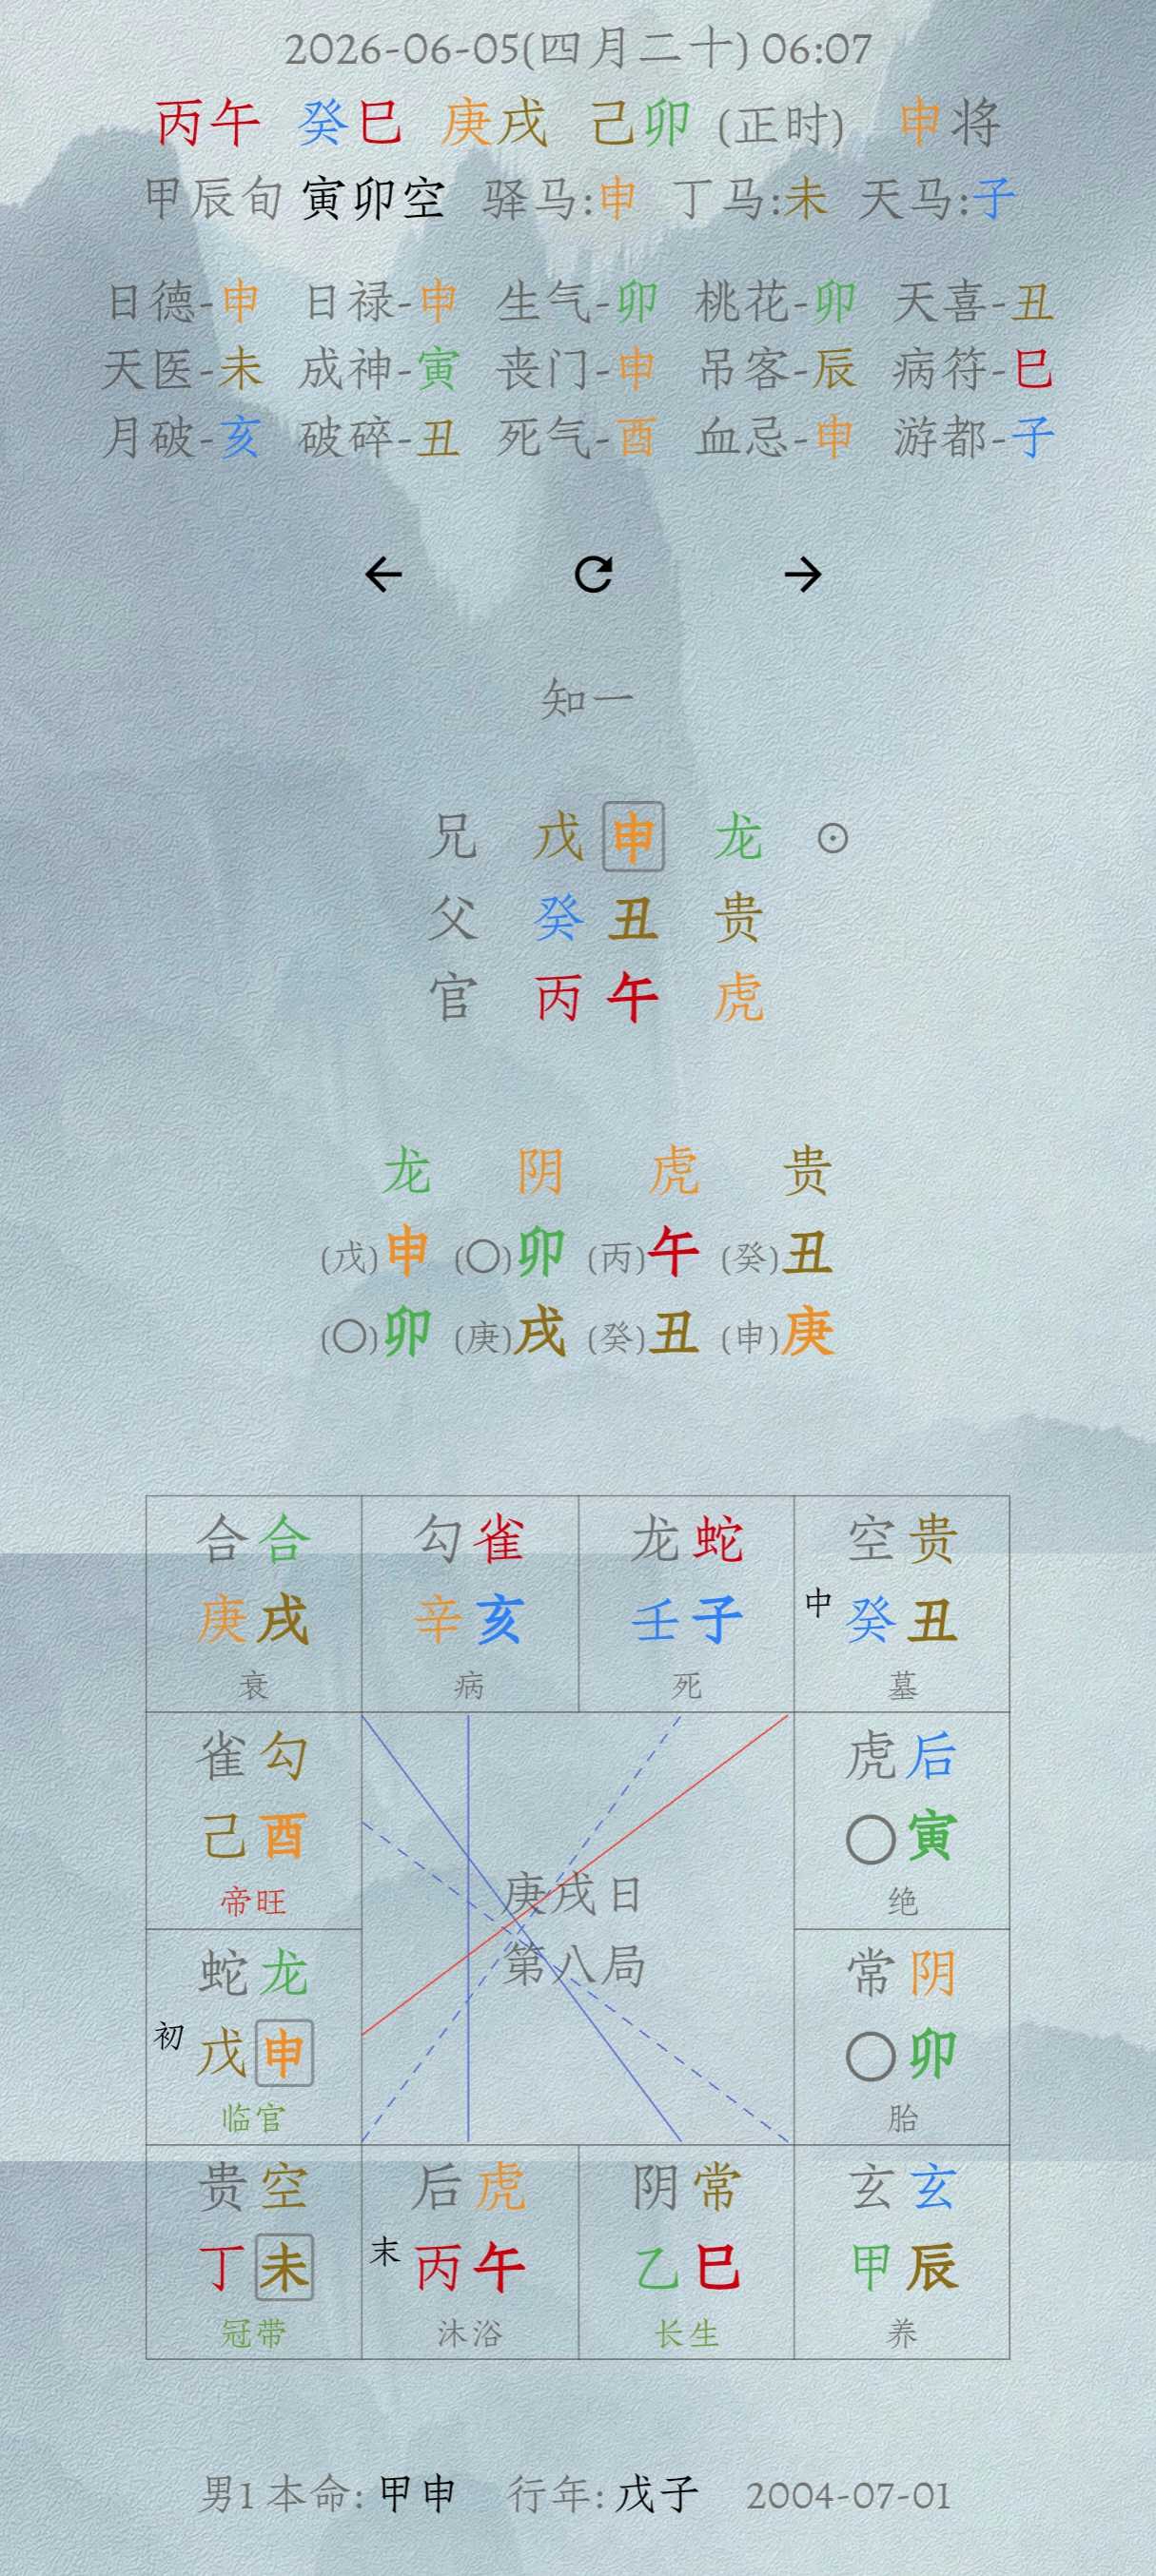 2026-06-05(四月二十) 06:07
丙午 癸巳 庚戌 己卯 (正时) 申将
甲辰旬 寅卯空 驿马:申 丁马:未 天马:子
日德-申 日禄-申 生气-卯 桃花-卯 天喜-丑
天医-未 成神-寅 丧门-申 吊客-辰 病符-巳
月破-亥 破碎-丑 死气-酉 血忌-申 游都-子
知一
兄 戊 申 龙 ⊙
父 癸 丑 贵
官 丙 午 虎
龙 阴 虎 贵
(戊)申 (〇)卯 (丙)午 (癸)丑
(〇)卯 (庚)戌 (癸)丑 (申)庚
合合 勾雀 龙蛇 空贵
庚戌 辛亥 壬子 中 癸丑
衰 病 死 墓
雀勾 虎后
己酉 〇寅
帝旺 绝
庚戌日
第八局
蛇龙 常阴
初 戊申 〇卯
临官 胎
贵空 后虎 阴常 玄玄
丁未 末 丙午 乙巳 甲辰
冠带 沐浴 长生 养
男1 本命: 甲申 行年: 戊子 2004-07-01